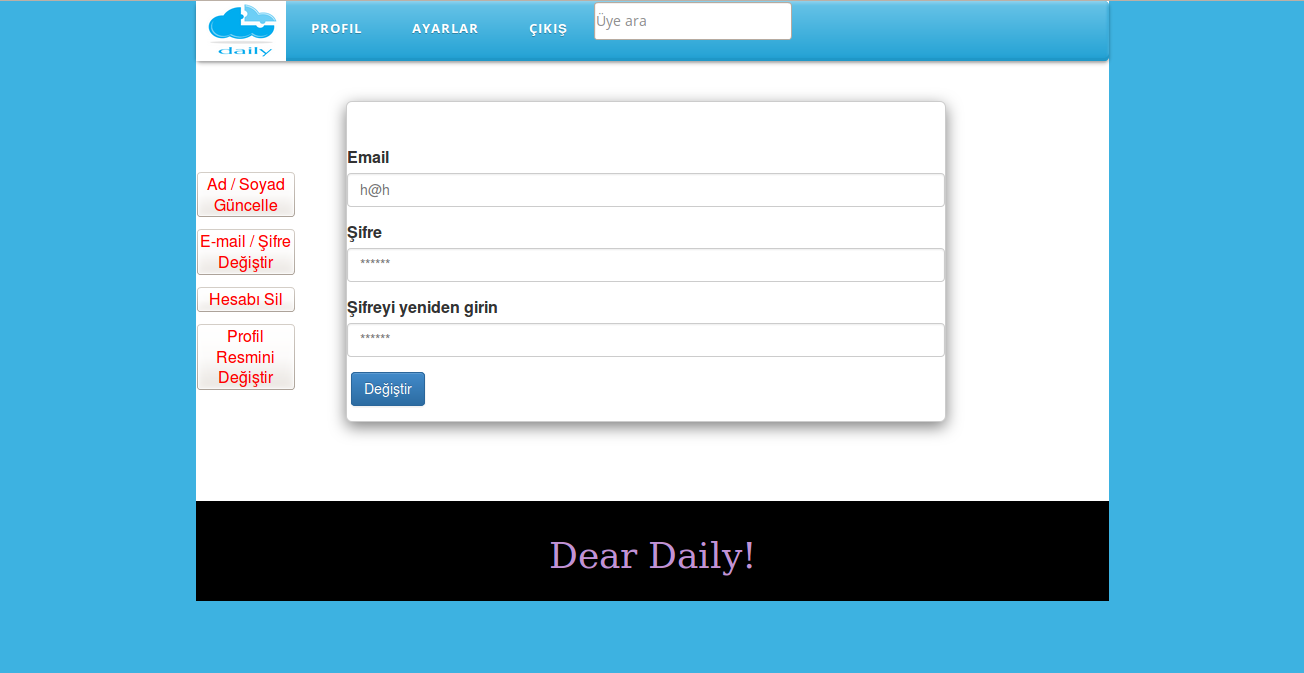 daily
PROFIL
AYARLAR
ÇIKIŞ
Üye ara
Ad / Soyad
Güncelle
E-mail / Şifre
Değiştir
Hesabı Sil
Profil
Resmini
Değiştir
Email
h@h
Şifre
******
Şifreyi yeniden girin
******
Değiştir
Dear Daily!